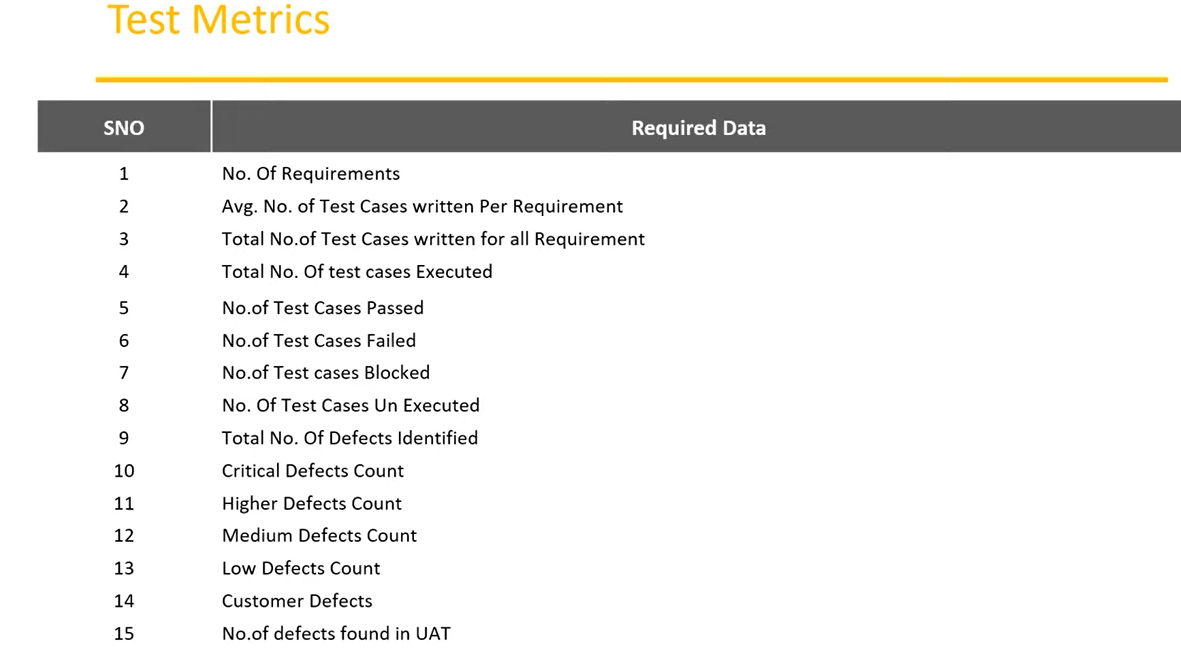 Test Metrics
SNO Required Data
1 No. Of Requirements
2 Avg. No. of Test Cases written Per Requirement
3 Total No.of Test Cases written for all Requirement
4 Total No. Of test cases Executed
5 No.of Test Cases Passed
6 No.of Test Cases Failed
7 No.of Test cases Blocked
8 No. Of Test Cases Un Executed
9 Total No. Of Defects Identified
10 Critical Defects Count
11 Higher Defects Count
12 Medium Defects Count
13 Low Defects Count
14 Customer Defects
15 No.of defects found in UAT